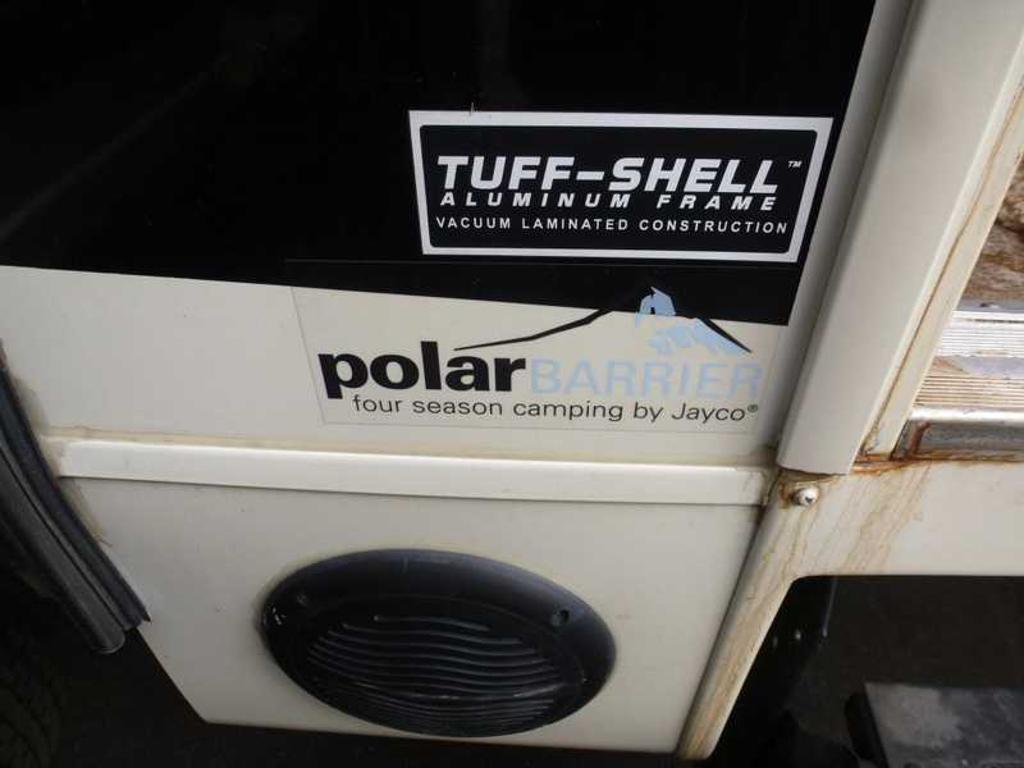 TUFF-SHELL™
ALUMINUM FRAME
VACUUM LAMINATED CONSTRUCTION
polarBARRIER
four season camping by Jayco®